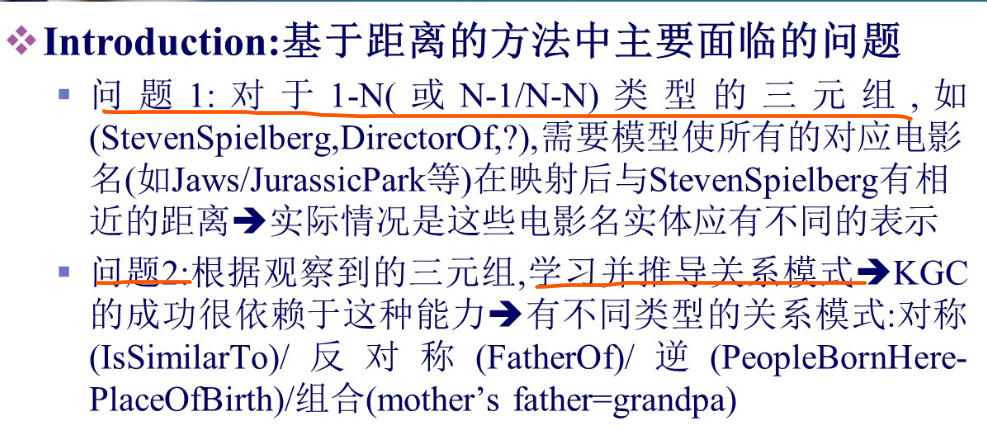 ❖Introduction:基于距离的方法中主要面临的问题
▪ 问题1:对于1-N(或N-1/N-N)类型的三元组,如
(StevenSpielberg,DirectorOf,?),需要模型使所有的对应电影
名(如Jaws/JurassicPark等)在映射后与StevenSpielberg有相
近的距离➔实际情况是这些电影名实体应有不同的表示
▪ 问题2:根据观察到的三元组,学习并推导关系模式➔KGC
的成功很依赖于这种能力➔有不同类型的关系模式:对称
(IsSimilarTo)/反对称(FatherOf)/逆(PeopleBornHere-
PlaceOfBirth)/组合(mother’s father=grandpa)